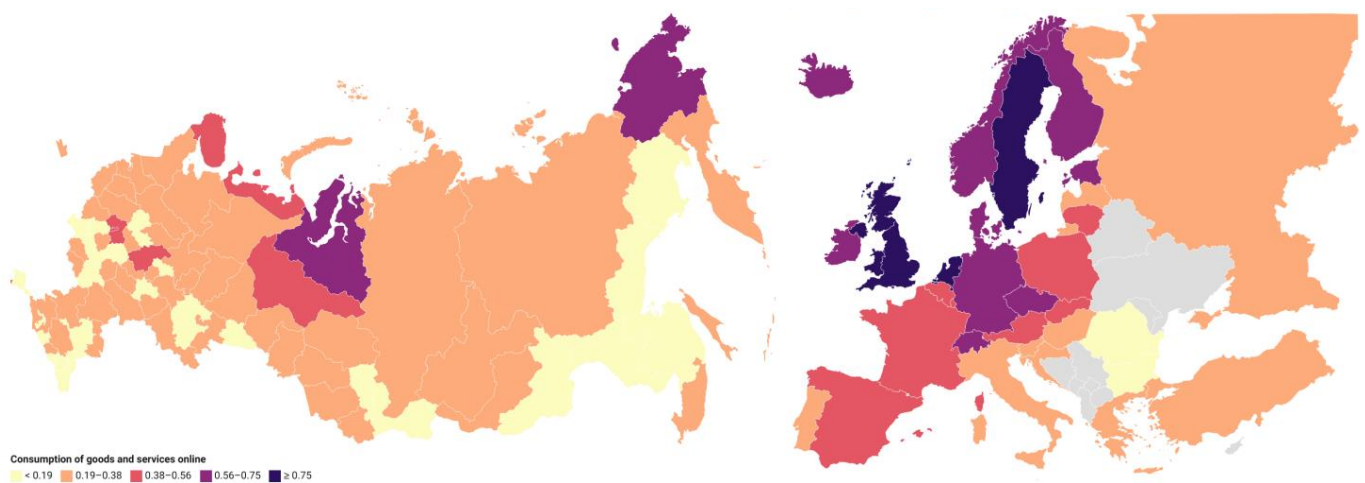 Consumption of goods and services online
< 0.19 0.19–0.38 0.38–0.56 0.56–0.75 ≥ 0.75